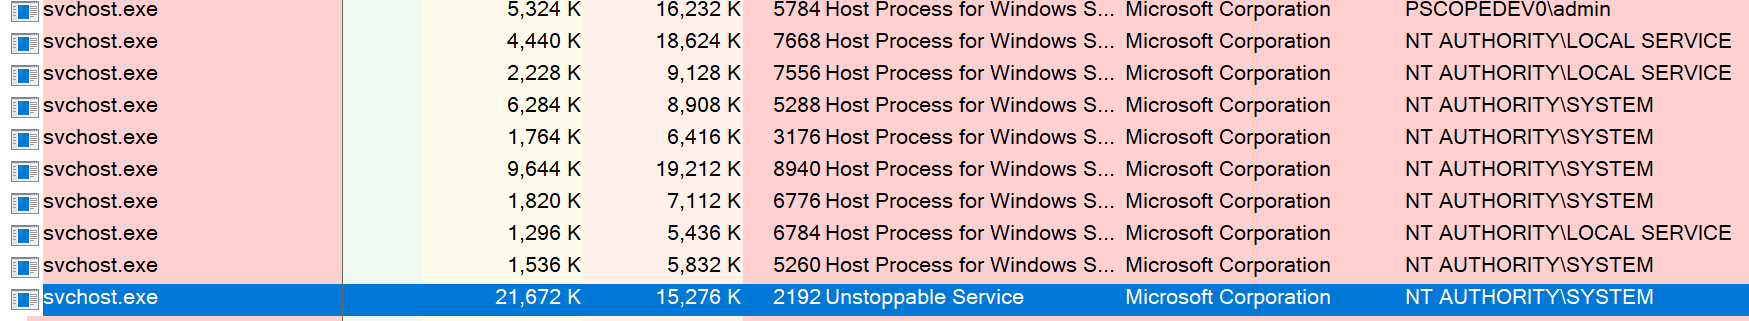 svchost.exe 5,324 K 16,232 K 5784 Host Process for Windows S... Microsoft Corporation PSCOPEDEV0\admin
svchost.exe 4,440 K 18,624 K 7668 Host Process for Windows S... Microsoft Corporation NT AUTHORITY\LOCAL SERVICE
svchost.exe 2,228 K 9,128 K 7556 Host Process for Windows S... Microsoft Corporation NT AUTHORITY\LOCAL SERVICE
svchost.exe 6,284 K 8,908 K 5288 Host Process for Windows S... Microsoft Corporation NT AUTHORITY\SYSTEM
svchost.exe 1,764 K 6,416 K 3176 Host Process for Windows S... Microsoft Corporation NT AUTHORITY\SYSTEM
svchost.exe 9,644 K 19,212 K 8940 Host Process for Windows S... Microsoft Corporation NT AUTHORITY\SYSTEM
svchost.exe 1,820 K 7,112 K 6776 Host Process for Windows S... Microsoft Corporation NT AUTHORITY\SYSTEM
svchost.exe 1,296 K 5,436 K 6784 Host Process for Windows S... Microsoft Corporation NT AUTHORITY\LOCAL SERVICE
svchost.exe 1,536 K 5,832 K 5260 Host Process for Windows S... Microsoft Corporation NT AUTHORITY\SYSTEM
svchost.exe 21,672 K 15,276 K 2192 Unstoppable Service Microsoft Corporation NT AUTHORITY\SYSTEM